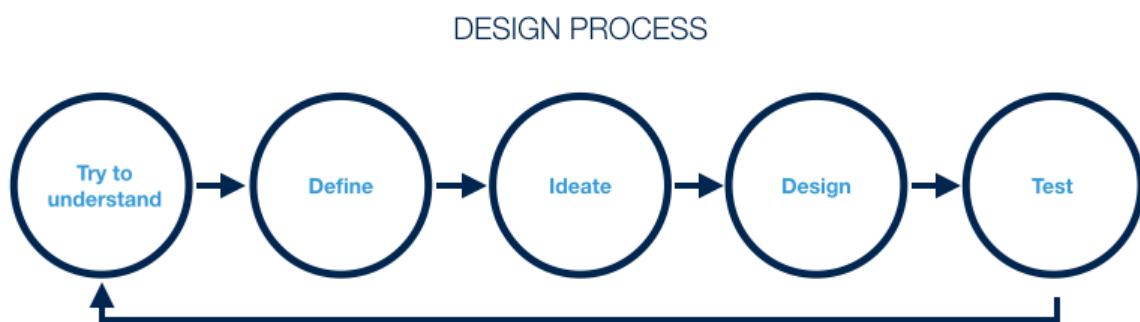 DESIGN PROCESS
Try to
understand
Define
Ideate
Design
Test